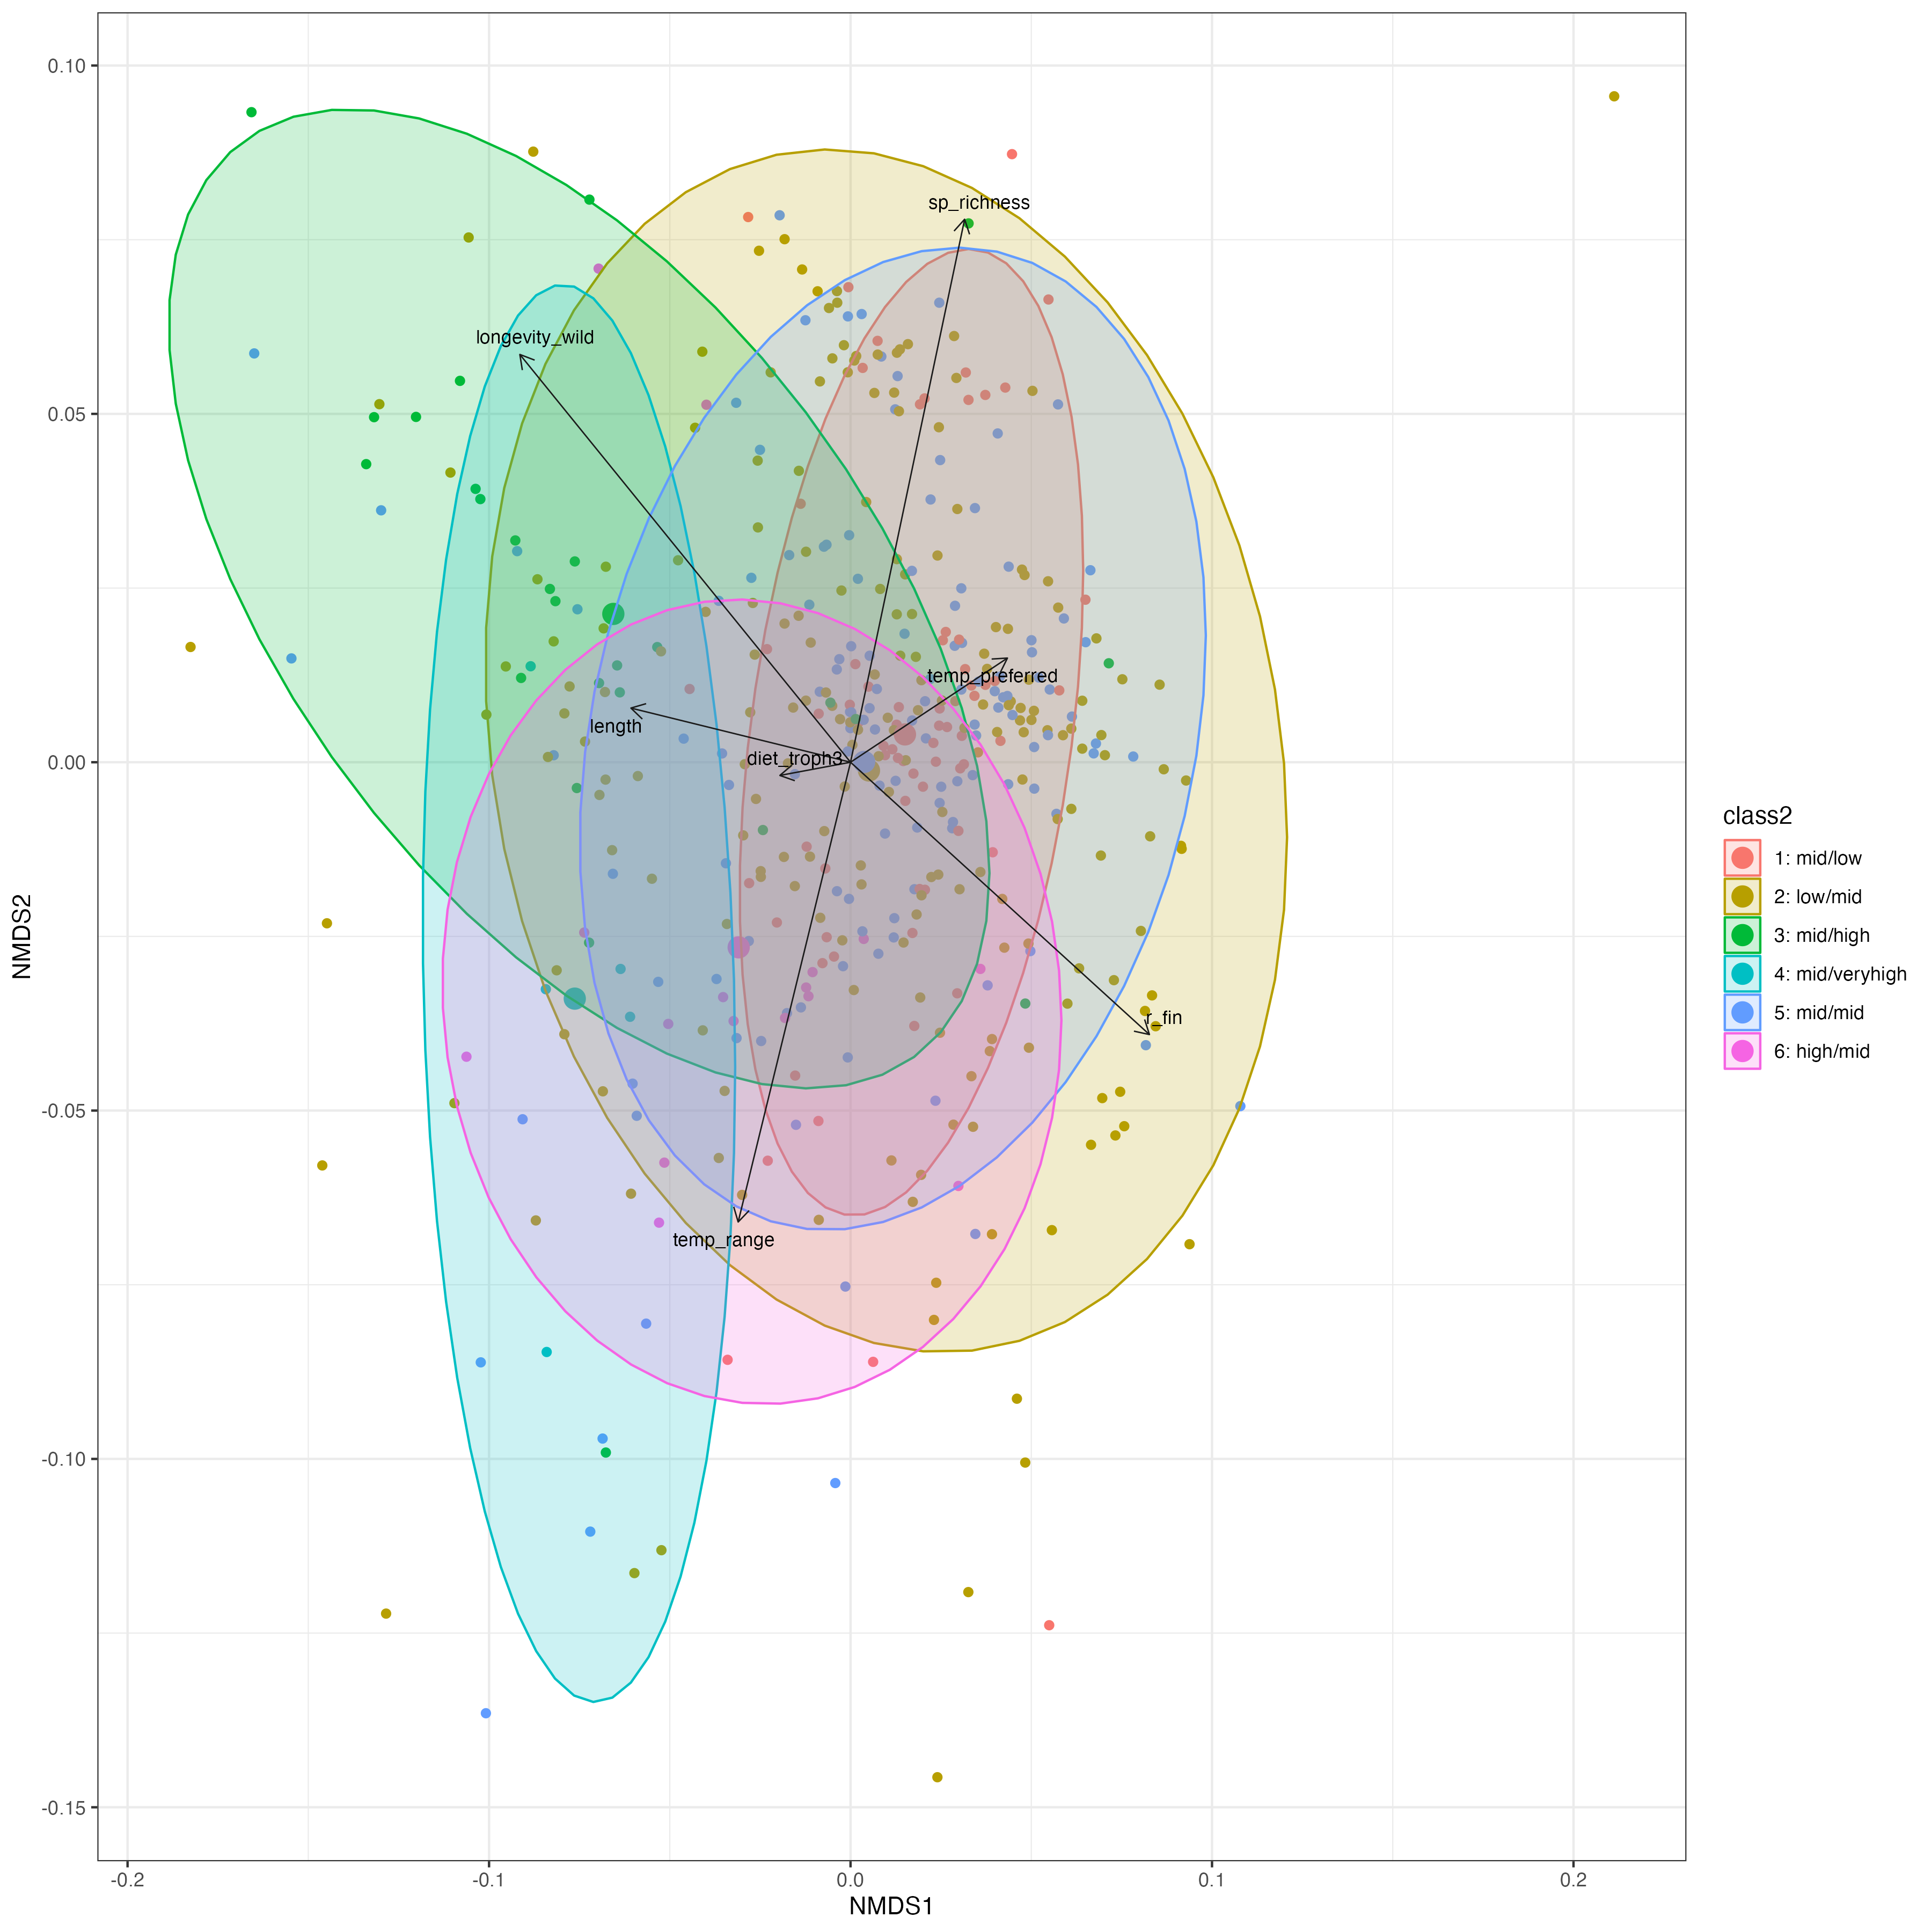 0.10
0.05
0.00
-0.05
-0.10
-0.15
NMDS2
sp_richness
longevity_wild
temp_preferred
length
diet_troph3
r_fin
temp_range
-0.2
-0.1
0.0
0.1
0.2
NMDS1
class2
1: mid/low
2: low/mid
3: mid/high
4: mid/veryhigh
5: mid/mid
6: high/mid